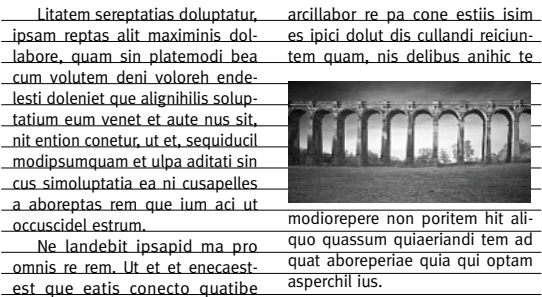 Litatem sereptatias doluptatur,
ipsam reptas alit maximinis dol-
labore, quam sin platemodi bea
cum volutem deni voloreh ende-
lesti doleniet que alignihilis solup-
tatium eum venet et aute nus sit,
nit ention conetur, ut et, sequiducil
modipsumquam et ulpa aditati sin
cus simoluptatia ea ni cusapelles
a aboreptas rem que ium aci ut
occuscidel estrum.
Ne landebit ipsapid ma pro
omnis re rem. Ut et et enecaest-
est que eatis conecto quatibe
arcillabor re pa cone estiis isim
es ipici dolut dis cullandi reiciun-
tem quam, nis delibus anihic te
modiorepere non poritem hit ali-
quo quassum quiaeriandi tem ad
quat aboreperiae quia qui optam
asperchil ius.